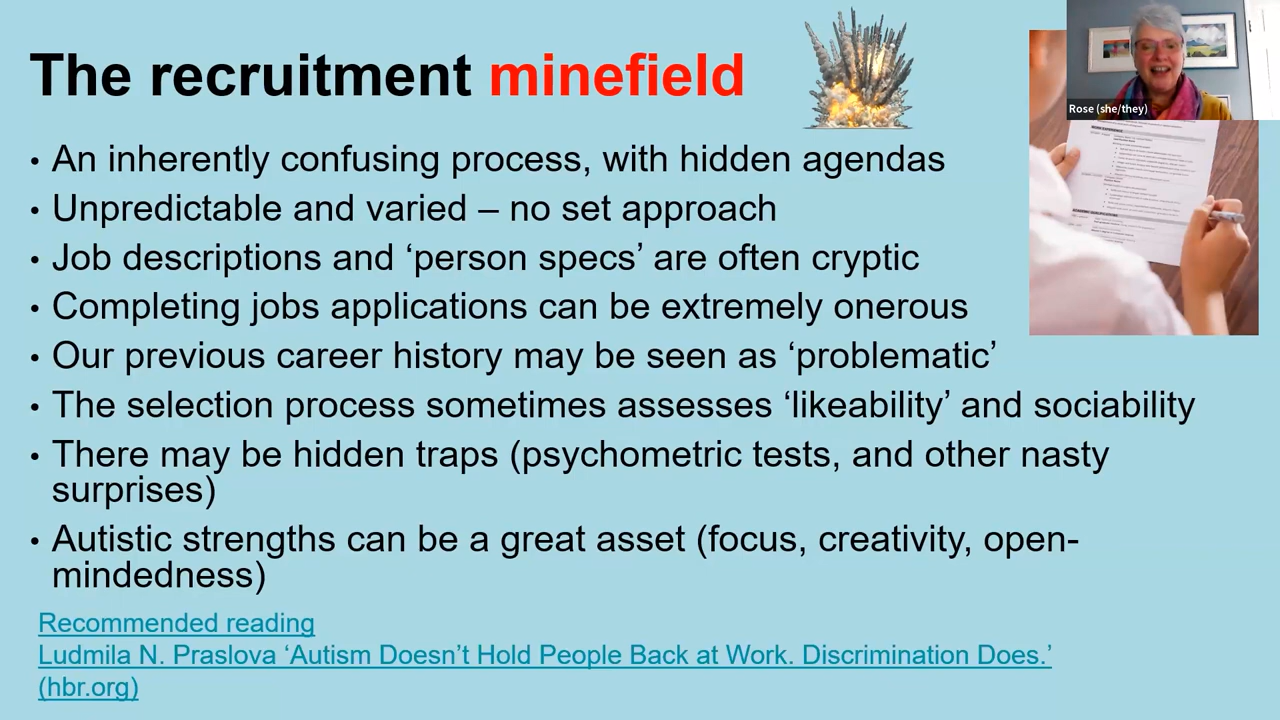 The recruitment minefield
Rose (she/they)
• An inherently confusing process, with hidden agendas
• Unpredictable and varied – no set approach
• Job descriptions and ‘person specs’ are often cryptic
• Completing jobs applications can be extremely onerous
• Our previous career history may be seen as ‘problematic’
• The selection process sometimes assesses ‘likeability’ and sociability
• There may be hidden traps (psychometric tests, and other nasty
surprises)
• Autistic strengths can be a great asset (focus, creativity, open-
mindedness)
Recommended reading
Ludmila N. Praslova ‘Autism Doesn’t Hold People Back at Work. Discrimination Does.’
(hbr.org)